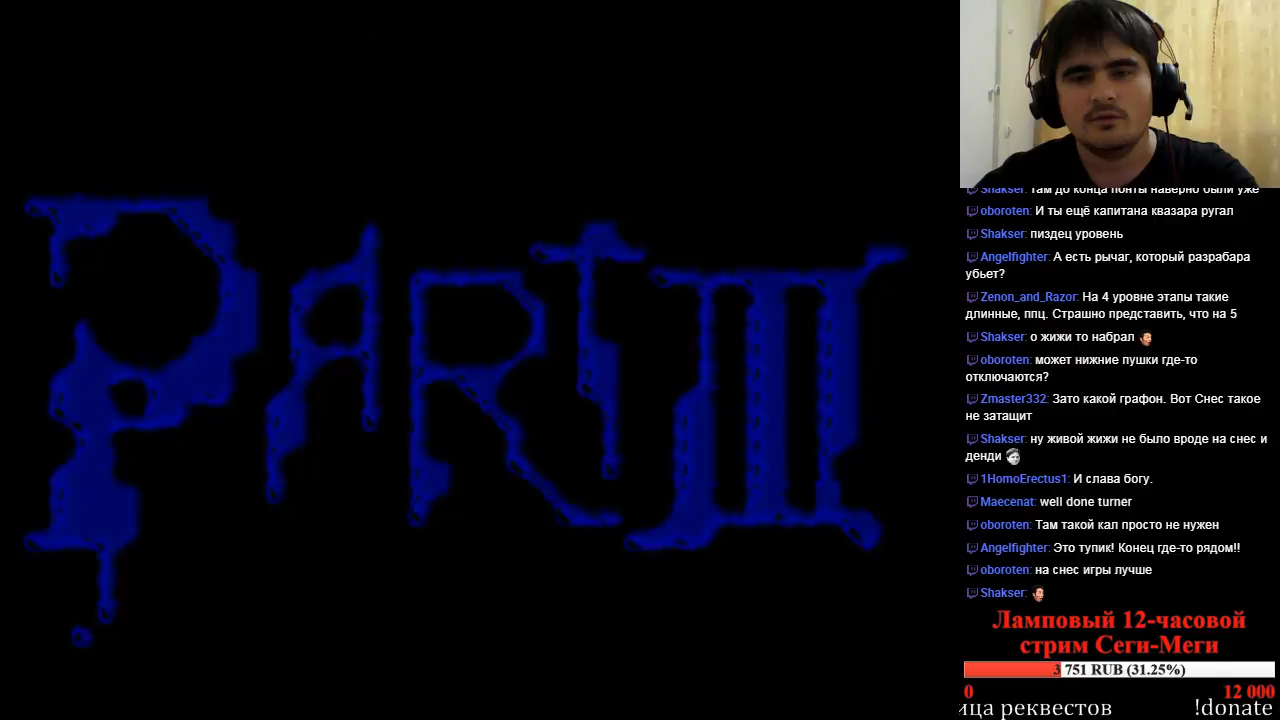 PART III
Shakser: там до конца понты наверно были уже
oboroten: И ты ещё капитана квазара ругал
Shakser: пиздец уровень
Angelfighter: А есть рычаг, который разрабара
убьет?
Zenon_and_Razor: На 4 уровне этапы такие
длинные, ппц. Страшно представить, что на 5
Shakser: о жижи то набрал
oboroten: может нижние пушки где-то
отключаются?
Zmaster332: Зато какой графон. Вот Снес такое
не затащит
Shakser: ну живой жижи не было вроде на снес и
денди
1HomoErectus1: И слава богу.
Maecenat: well done turner
oboroten: Там такой кал просто не нужен
Angelfighter: Это тупик! Конец где-то рядом!!
oboroten: на снес игры лучше
Shakser:
Ламповый 12-часовой
стрим Сеги-Меги
3 751 RUB (31.25%)
0 12 000
ица реквестов !donate